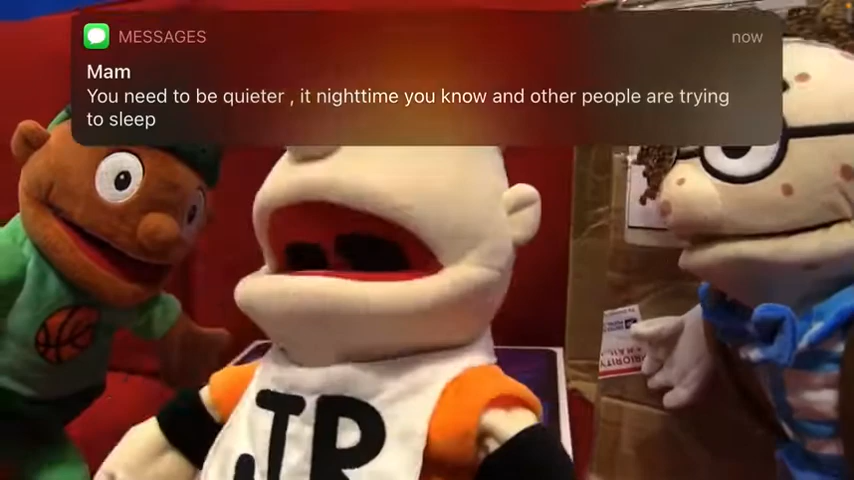 MESSAGES
now
Mam
You need to be quieter , it nighttime you know and other people are trying
to sleep
JR